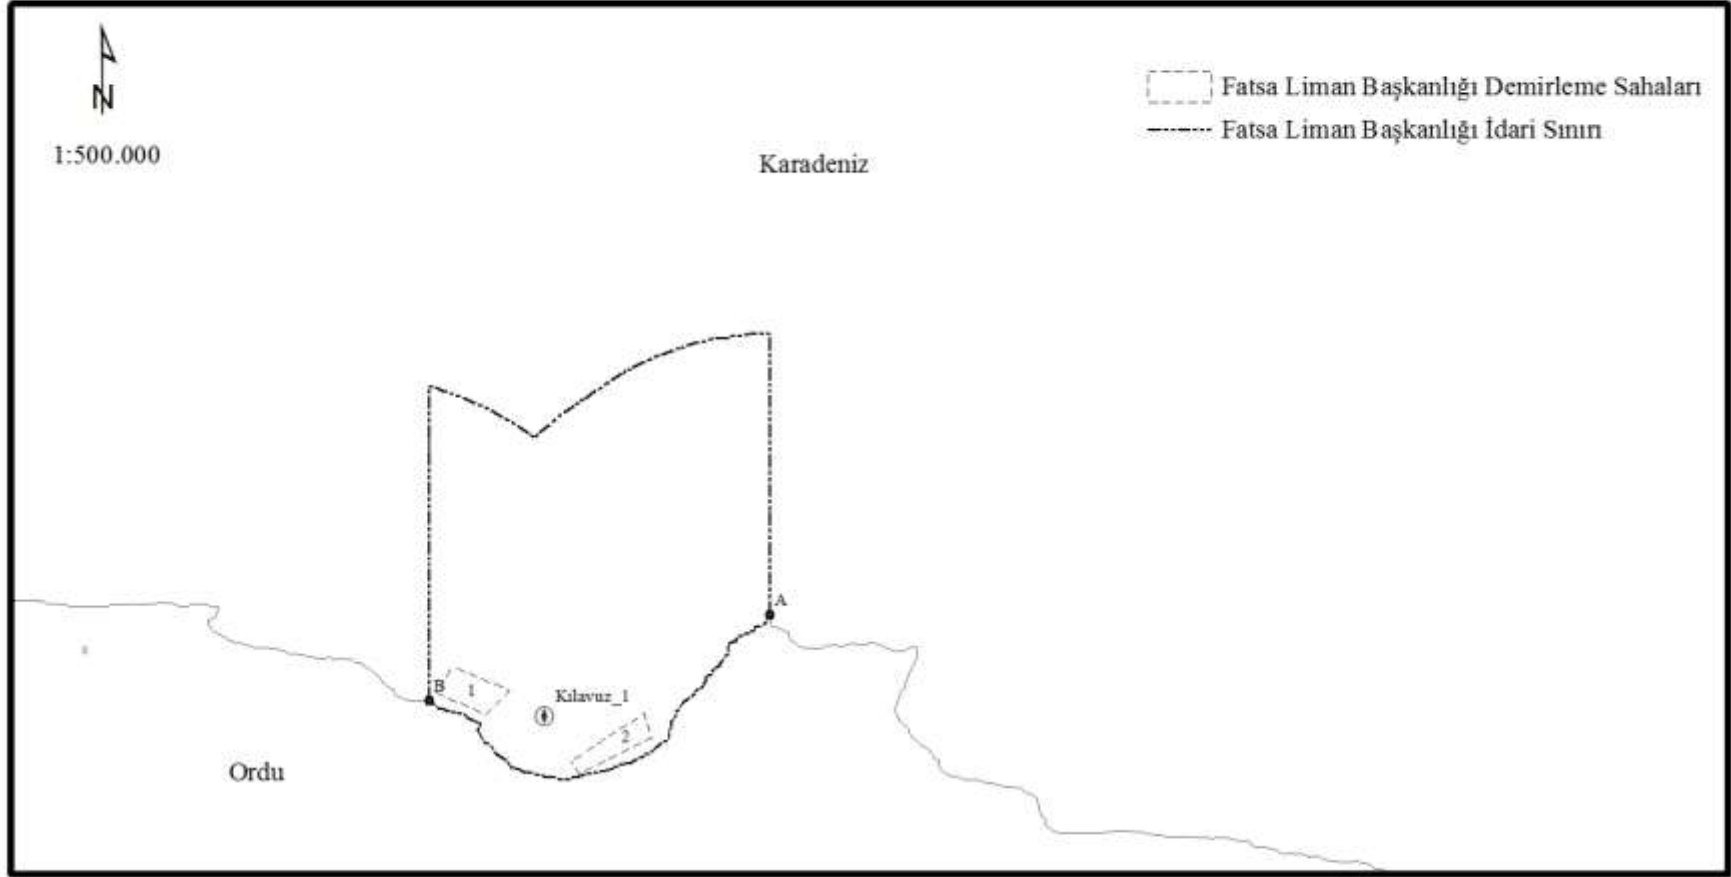 N
1:500.000
Fatsa Liman Başkanlığı Demirleme Sahaları
Fatsa Liman Başkanlığı İdari Sınırı
Karadeniz
A
B
1
Kılavuz_1
2
Ordu